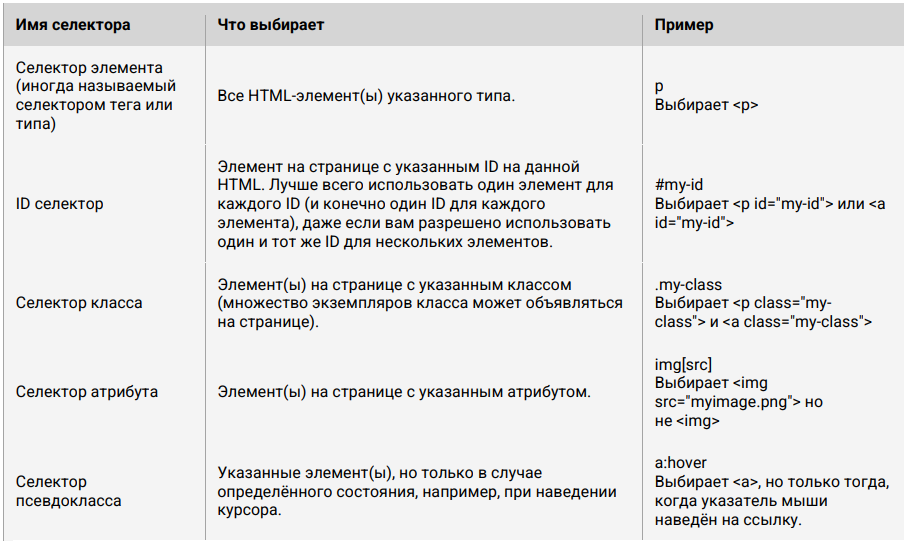 Имя селектора
Что выбирает
Пример
Селектор элемента
(иногда называемый
селектором тега или
типа)
Все HTML-элемент(ы) указанного типа.
p
Выбирает <p>
ID селектор
Элемент на странице с указанным ID на данной
HTML. Лучше всего использовать один элемент для
каждого ID (и конечно один ID для каждого
элемента), даже если вам разрешено использовать
один и тот же ID для нескольких элементов.
#my-id
Выбирает <p id="my-id"> или <a
id="my-id">
Селектор класса
Элемент(ы) на странице с указанным классом
(множество экземпляров класса может объявляться
на странице).
.my-class
Выбирает <p class="my-
class"> и <a class="my-class">
Селектор атрибута
Элемент(ы) на странице с указанным атрибутом.
img[src]
Выбирает <img
src="myimage.png"> но
не <img>
Селектор
псевдокласса
Указанные элемент(ы), но только в случае
определённого состояния, например, при наведении
курсора.
a:hover
Выбирает <a>, но только тогда,
когда указатель мыши
наведён на ссылку.